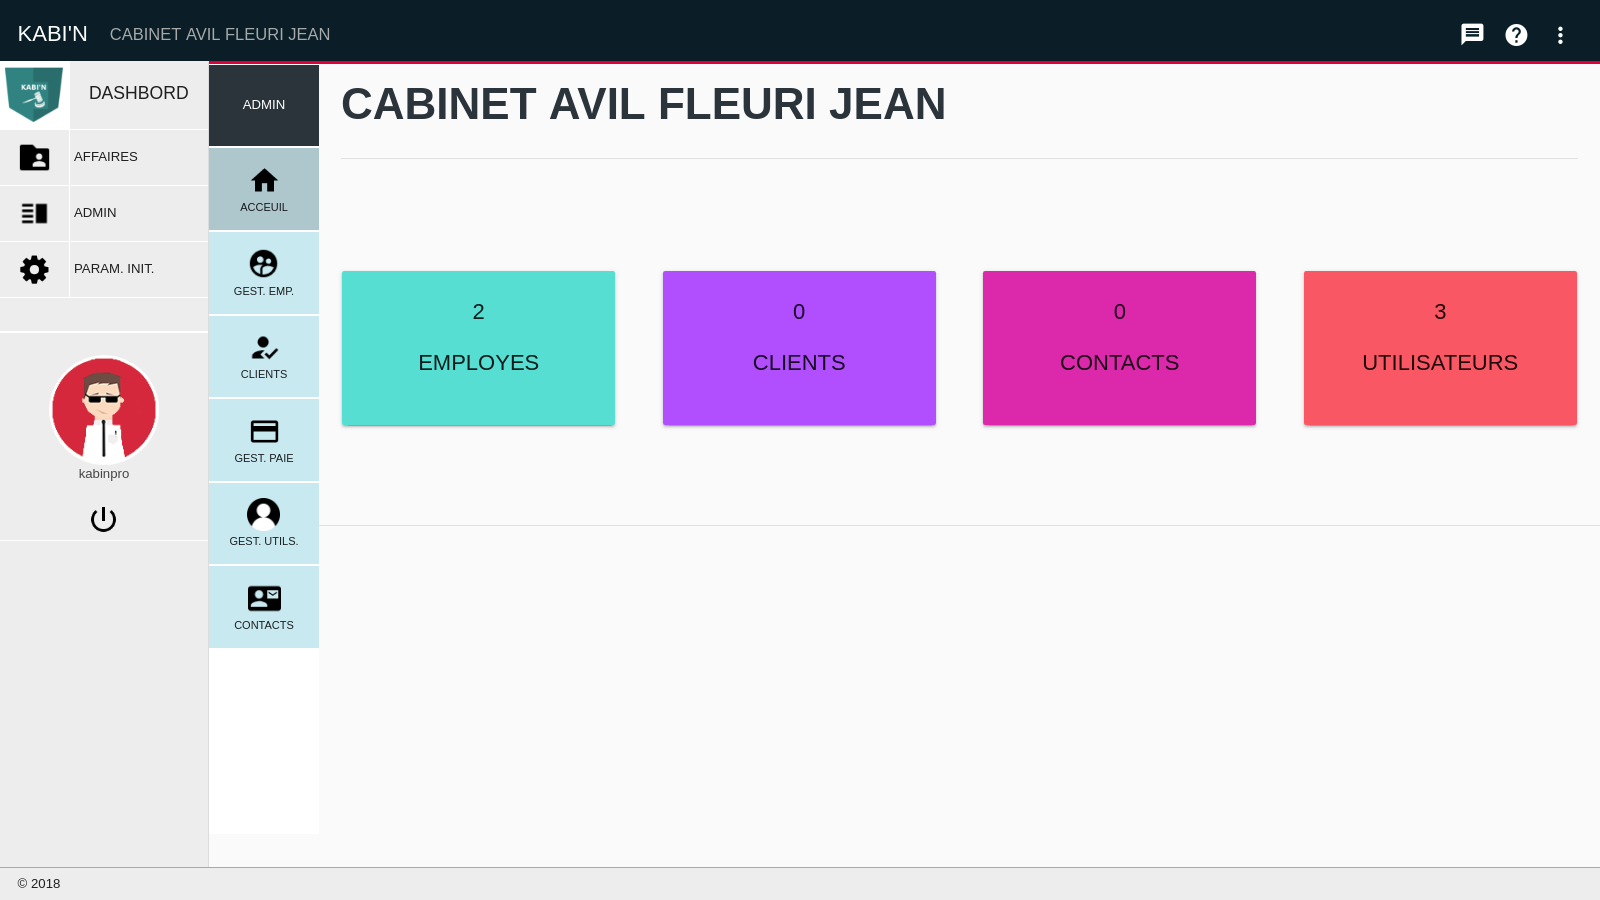 KABI'N CABINET AVIL FLEURI JEAN
KABI'N
DASHBORD
AFFAIRES
ADMIN
PARAM. INIT.
kabinpro
ADMIN
ACCEUIL
GEST. EMP.
CLIENTS
GEST. PAIE
GEST. UTILS.
CONTACTS
CABINET AVIL FLEURI JEAN
2
EMPLOYES
0
CLIENTS
0
CONTACTS
3
UTILISATEURS
© 2018